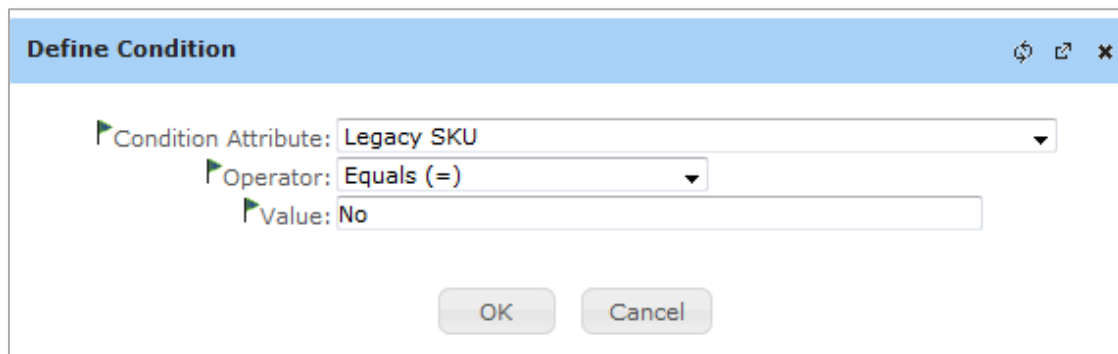 Define Condition
Condition Attribute: Legacy SKU
Operator: Equals (=)
Value: No
OK Cancel